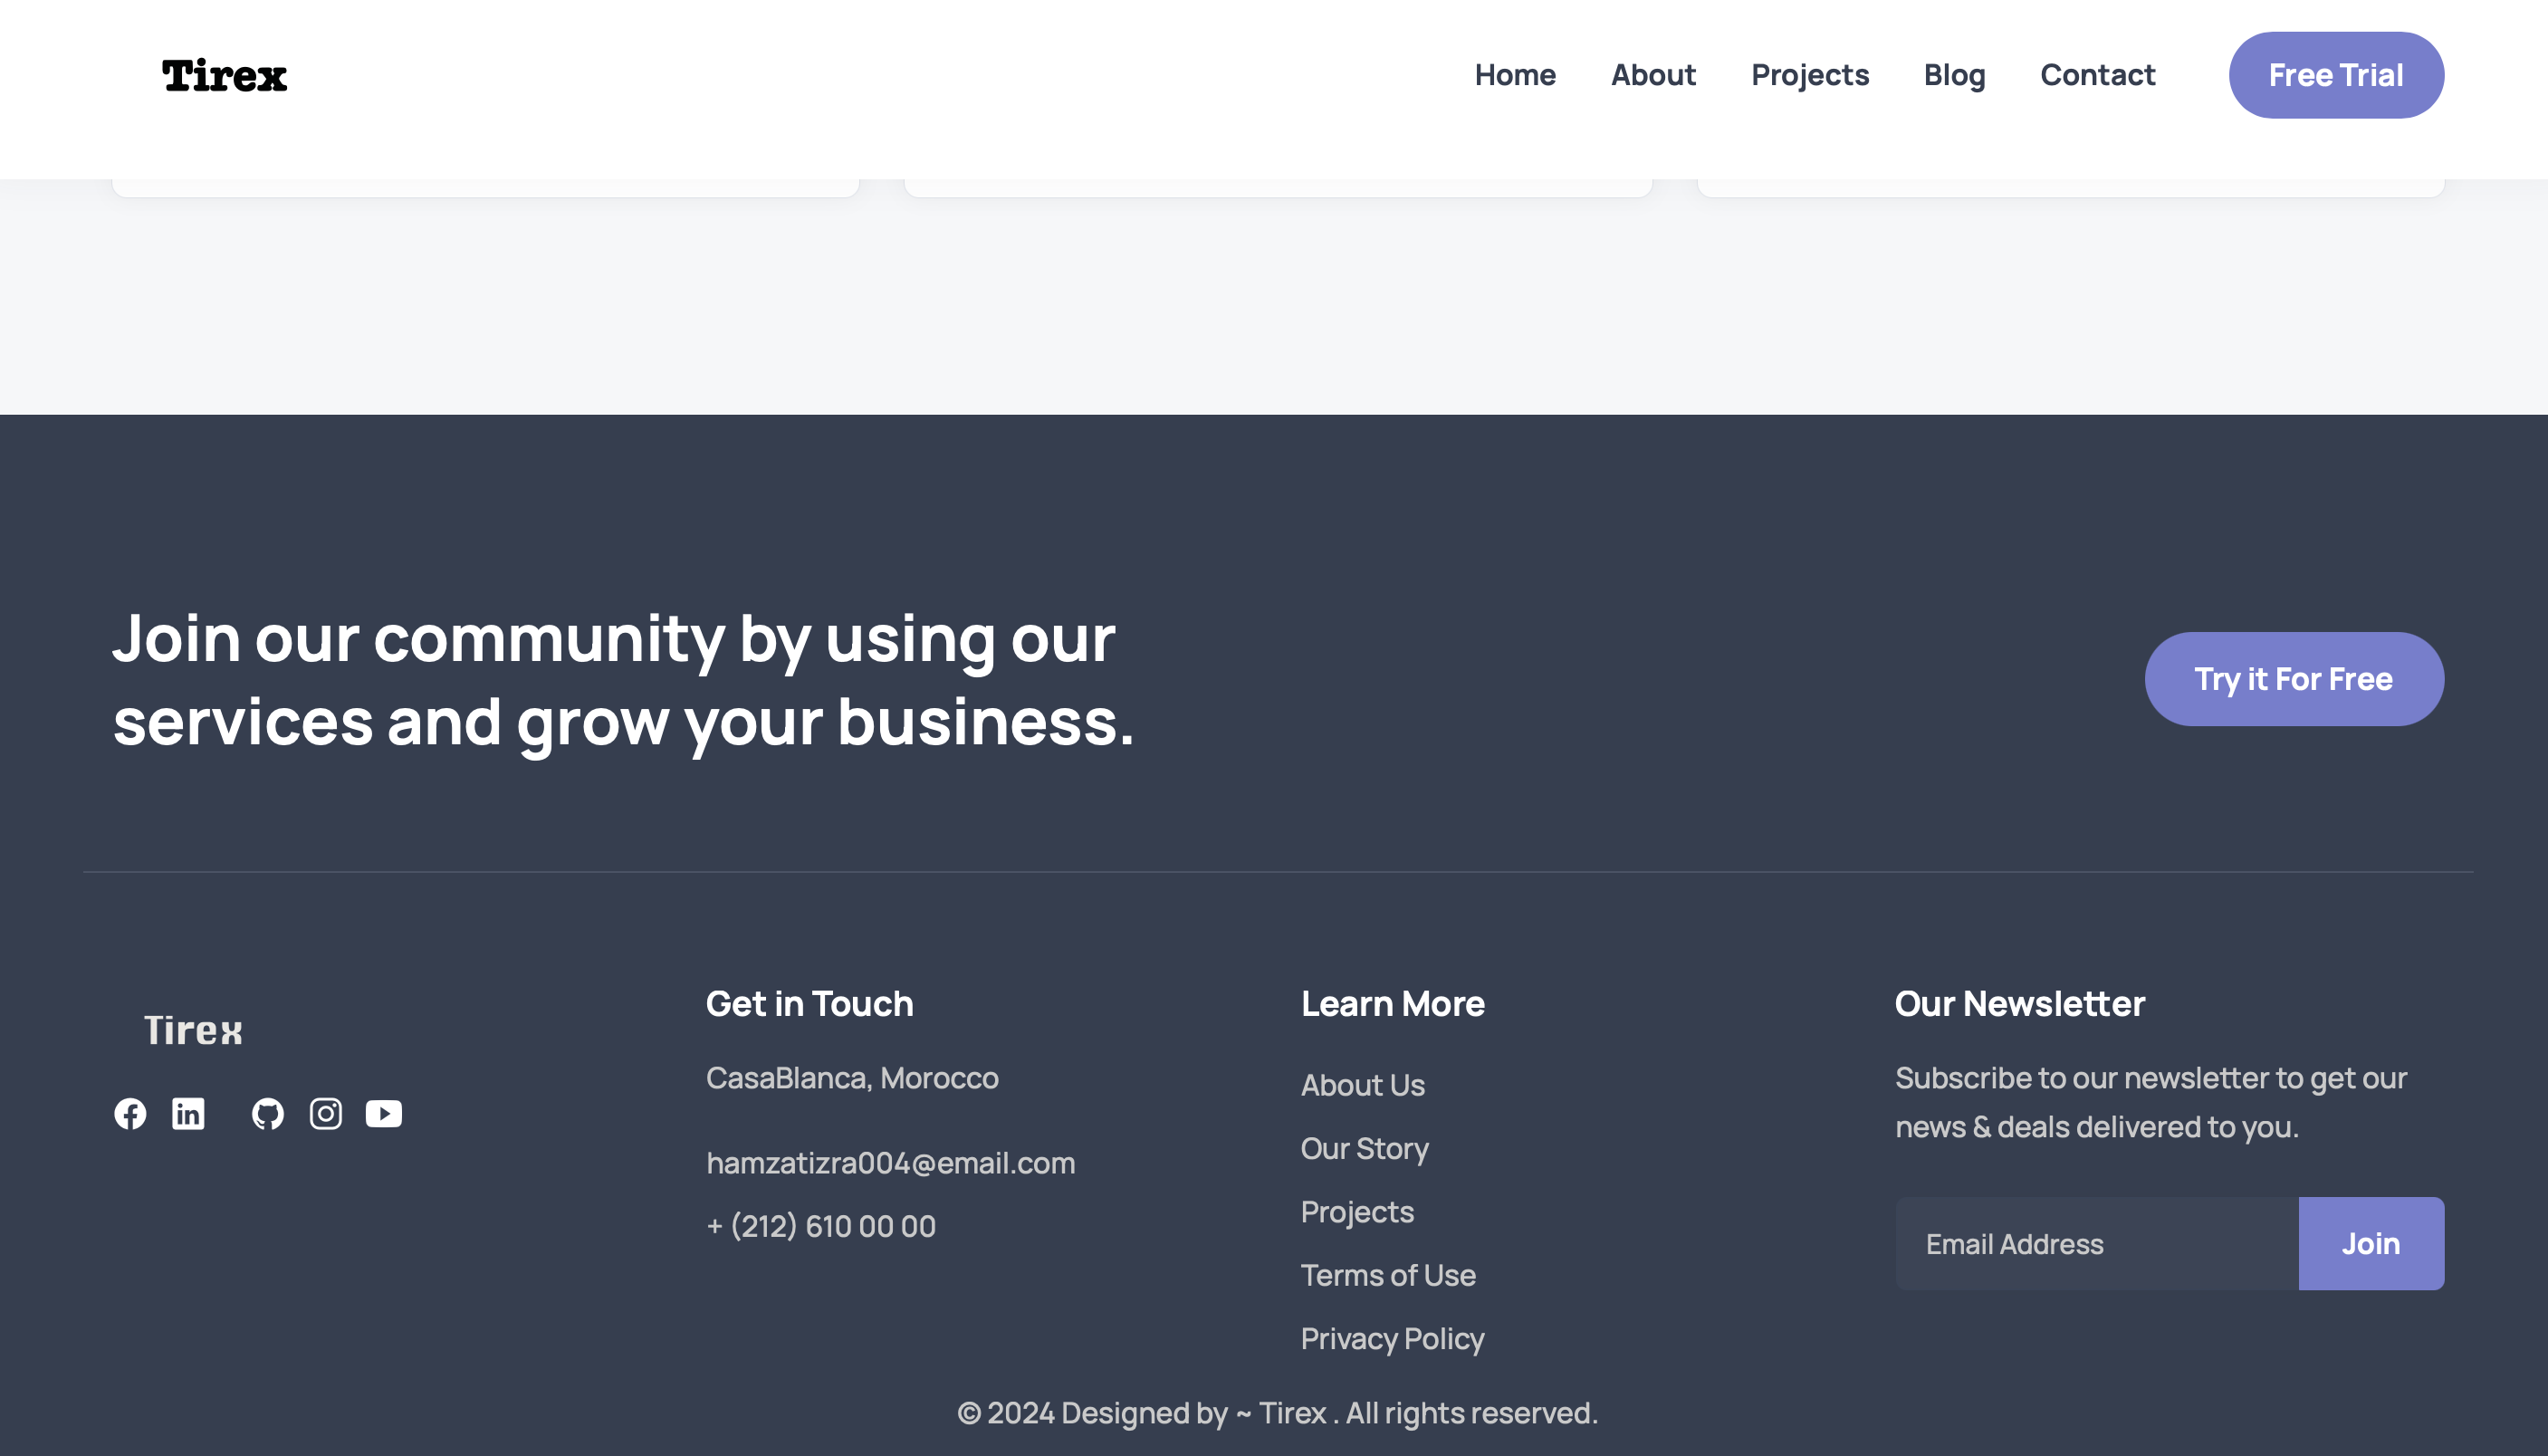 Tirex
Home About Projects Blog Contact Free Trial
Join our community by using our
services and grow your business.
Try it For Free
Tirex
Get in Touch
CasaBlanca, Morocco
hamzatizra004@email.com
+ (212) 610 00 00
Learn More
About Us
Our Story
Projects
Terms of Use
Privacy Policy
Our Newsletter
Subscribe to our newsletter to get our
news & deals delivered to you.
Email Address Join
© 2024 Designed by ~ Tirex . All rights reserved.